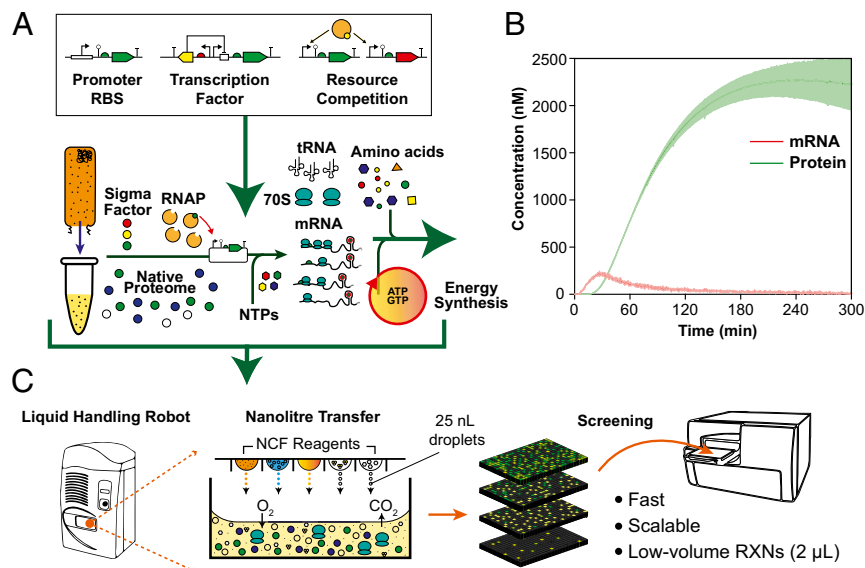 A
Promoter
RBS
Transcription
Factor
Resource
Competition
tRNA
Amino acids
Sigma
Factor
RNAP
70S
mRNA
Native
Proteome
NTPs
ATP
GTP
Energy
Synthesis
B
Concentration (nM)
2500
2000
1500
1000
500
0
0
60
120
180
240
300
Time (min)
mRNA
Protein
C
Liquid Handling Robot
Nanolitre Transfer
NCF Reagents
25 nL
droplets
O2
CO2
Screening
• Fast
• Scalable
• Low-volume RXNs (2 µL)